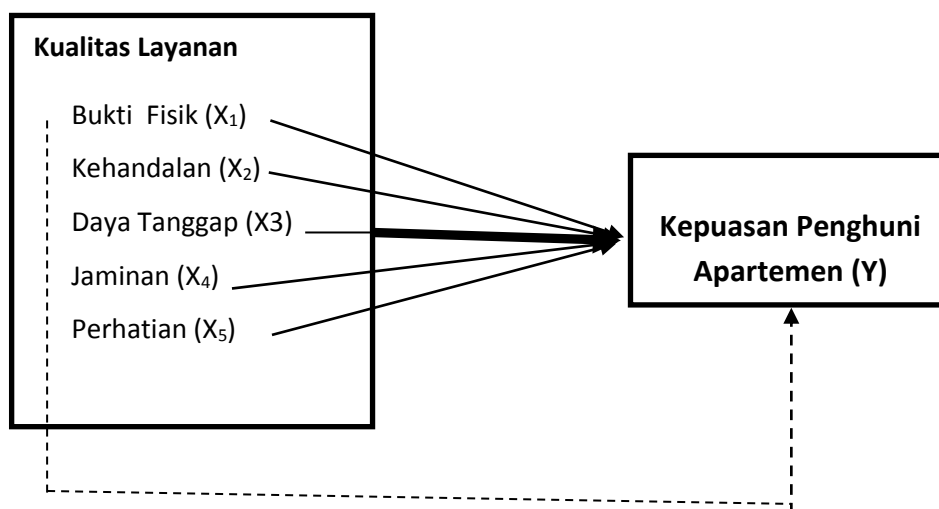 Kualitas Layanan
Bukti Fisik (X₁)
Kehandalan (X₂)
Daya Tanggap (X3)
Jaminan (X₄)
Perhatian (X₅)
Kepuasan Penghuni
Apartemen (Y)